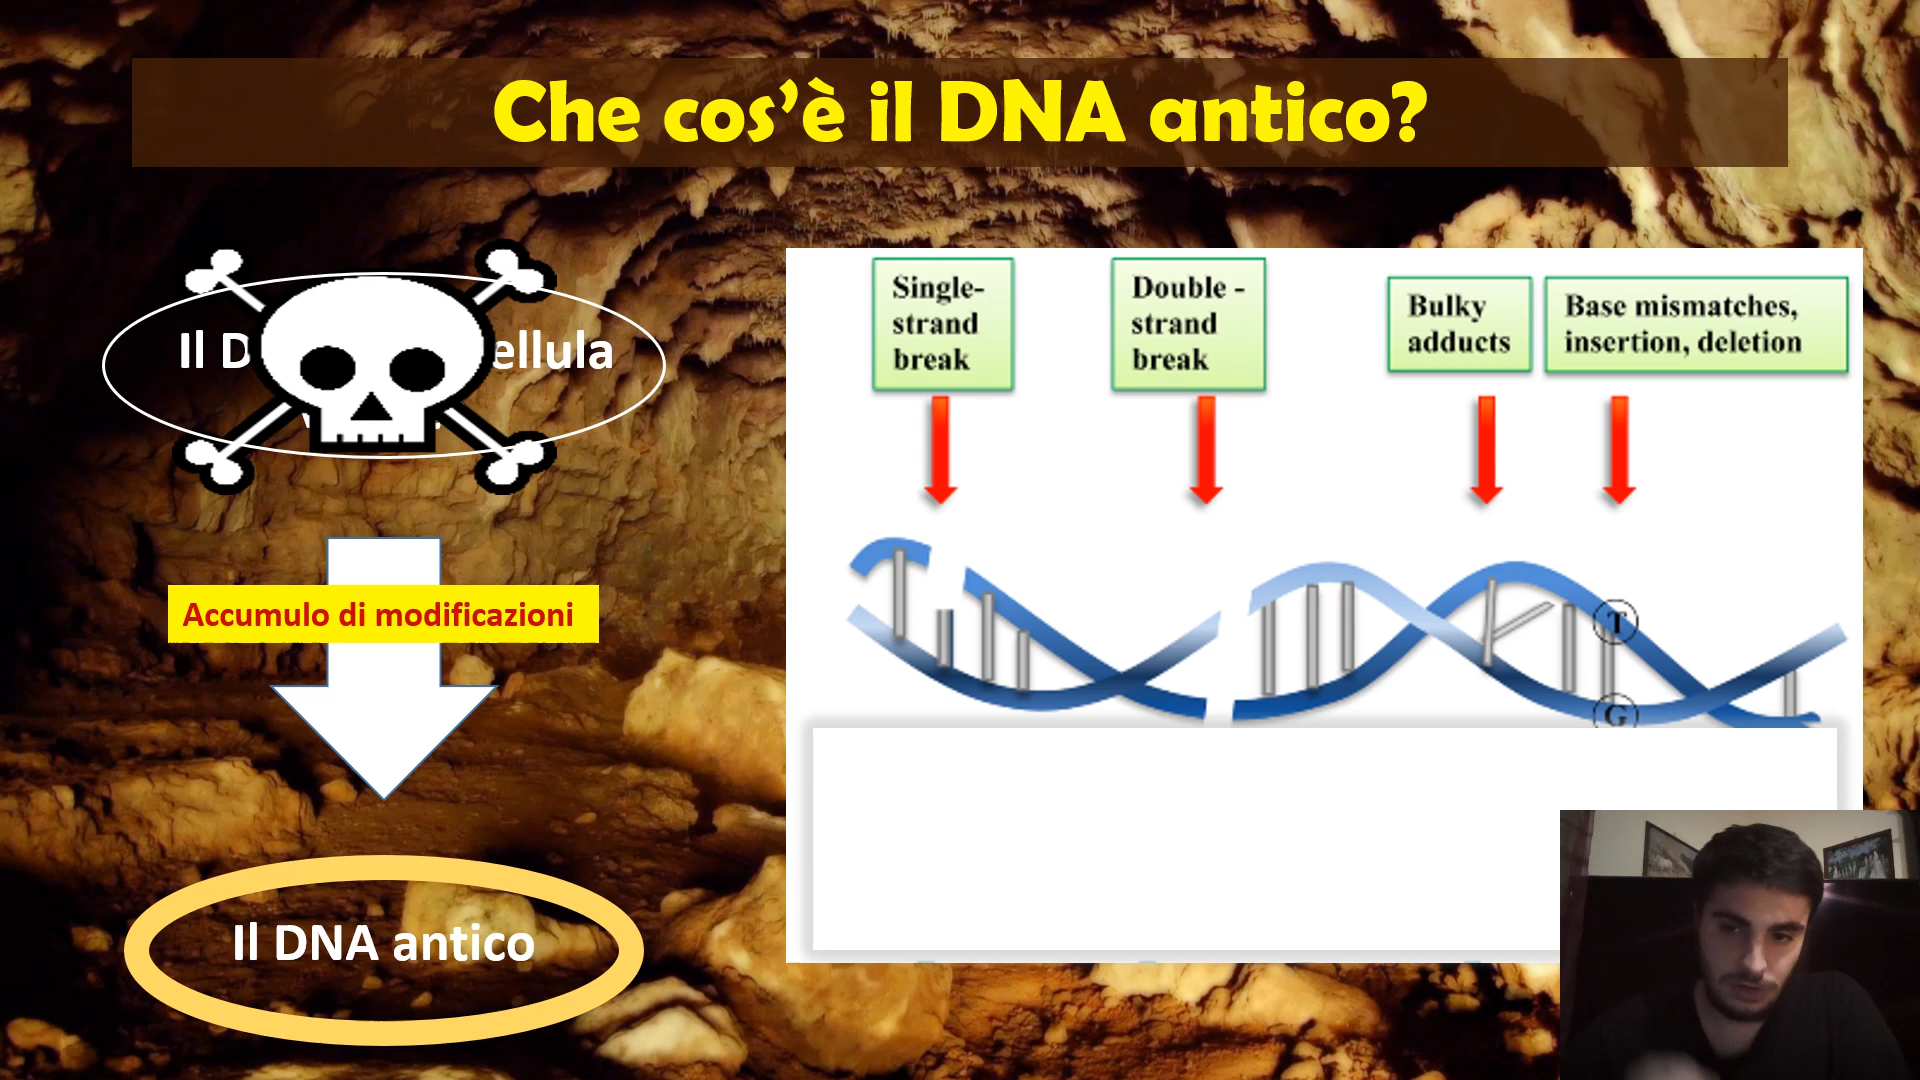 Che cos’è il DNA antico?
Il D ellula
Accumulo di modificazioni
Il DNA antico
Single-
strand
break
Double -
strand
break
Bulky
adducts
Base mismatches,
insertion, deletion
T
G